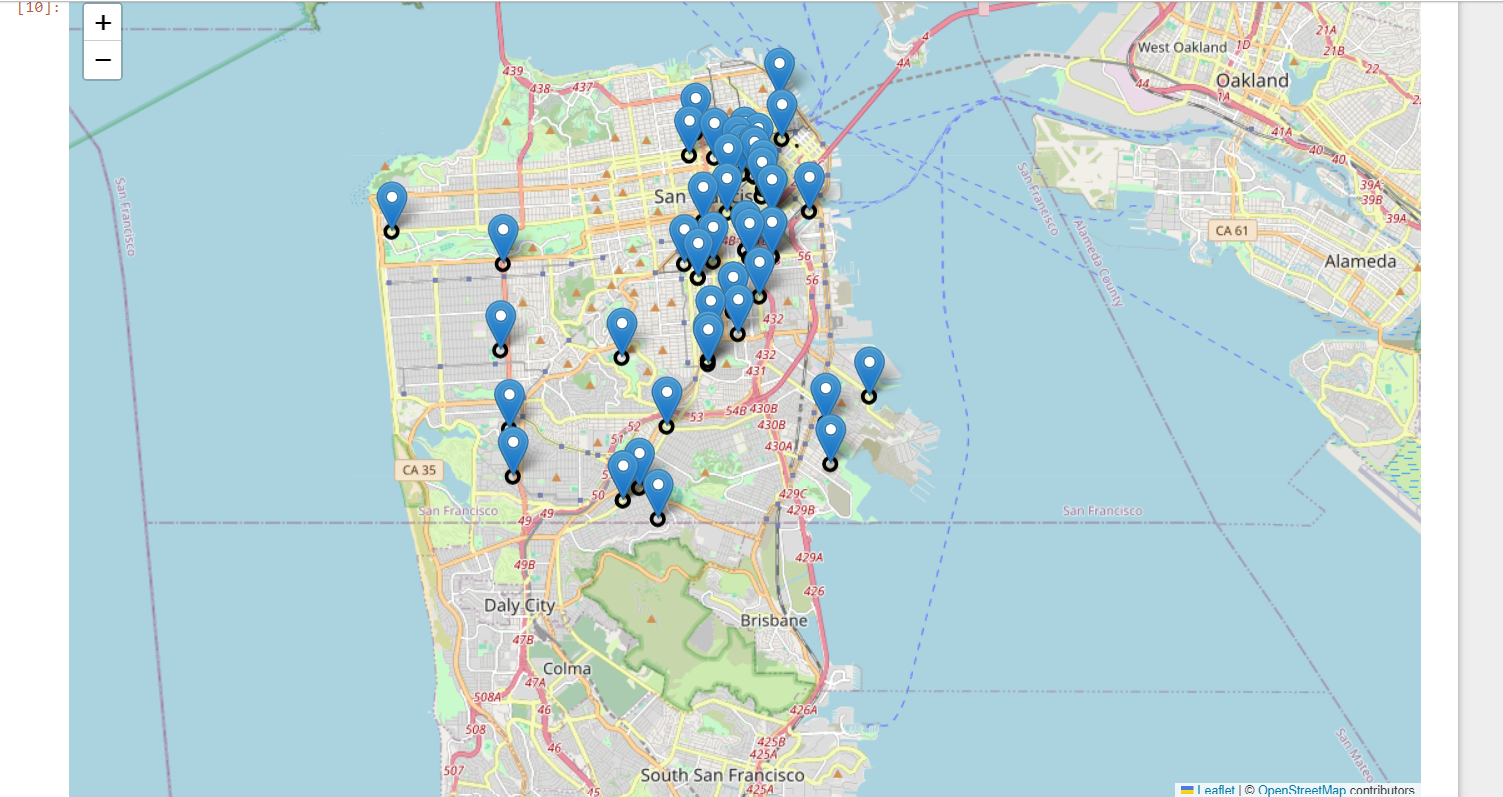 [10]:
+
−
439
438
437
4
4A
West Oakland
1D
21A
21B
Oakland
22
1A
44
41A
40
40
39A
39B
39A
San Francisco
San Francisco
Alameda County
CA 61
Alameda
56
56
432
432
431
53
54B
430B
430B
52
51
430A
CA 35
50
429C
San Francisco
49
49
429B
San Francisco
49B
429A
426
Daly City
Brisbane
47B
Colma
47A
508A
46
426A
508
46
425B
425A
507
South San Francisco
45
425A
San Mateo
Leaflet | © OpenStreetMap contributors